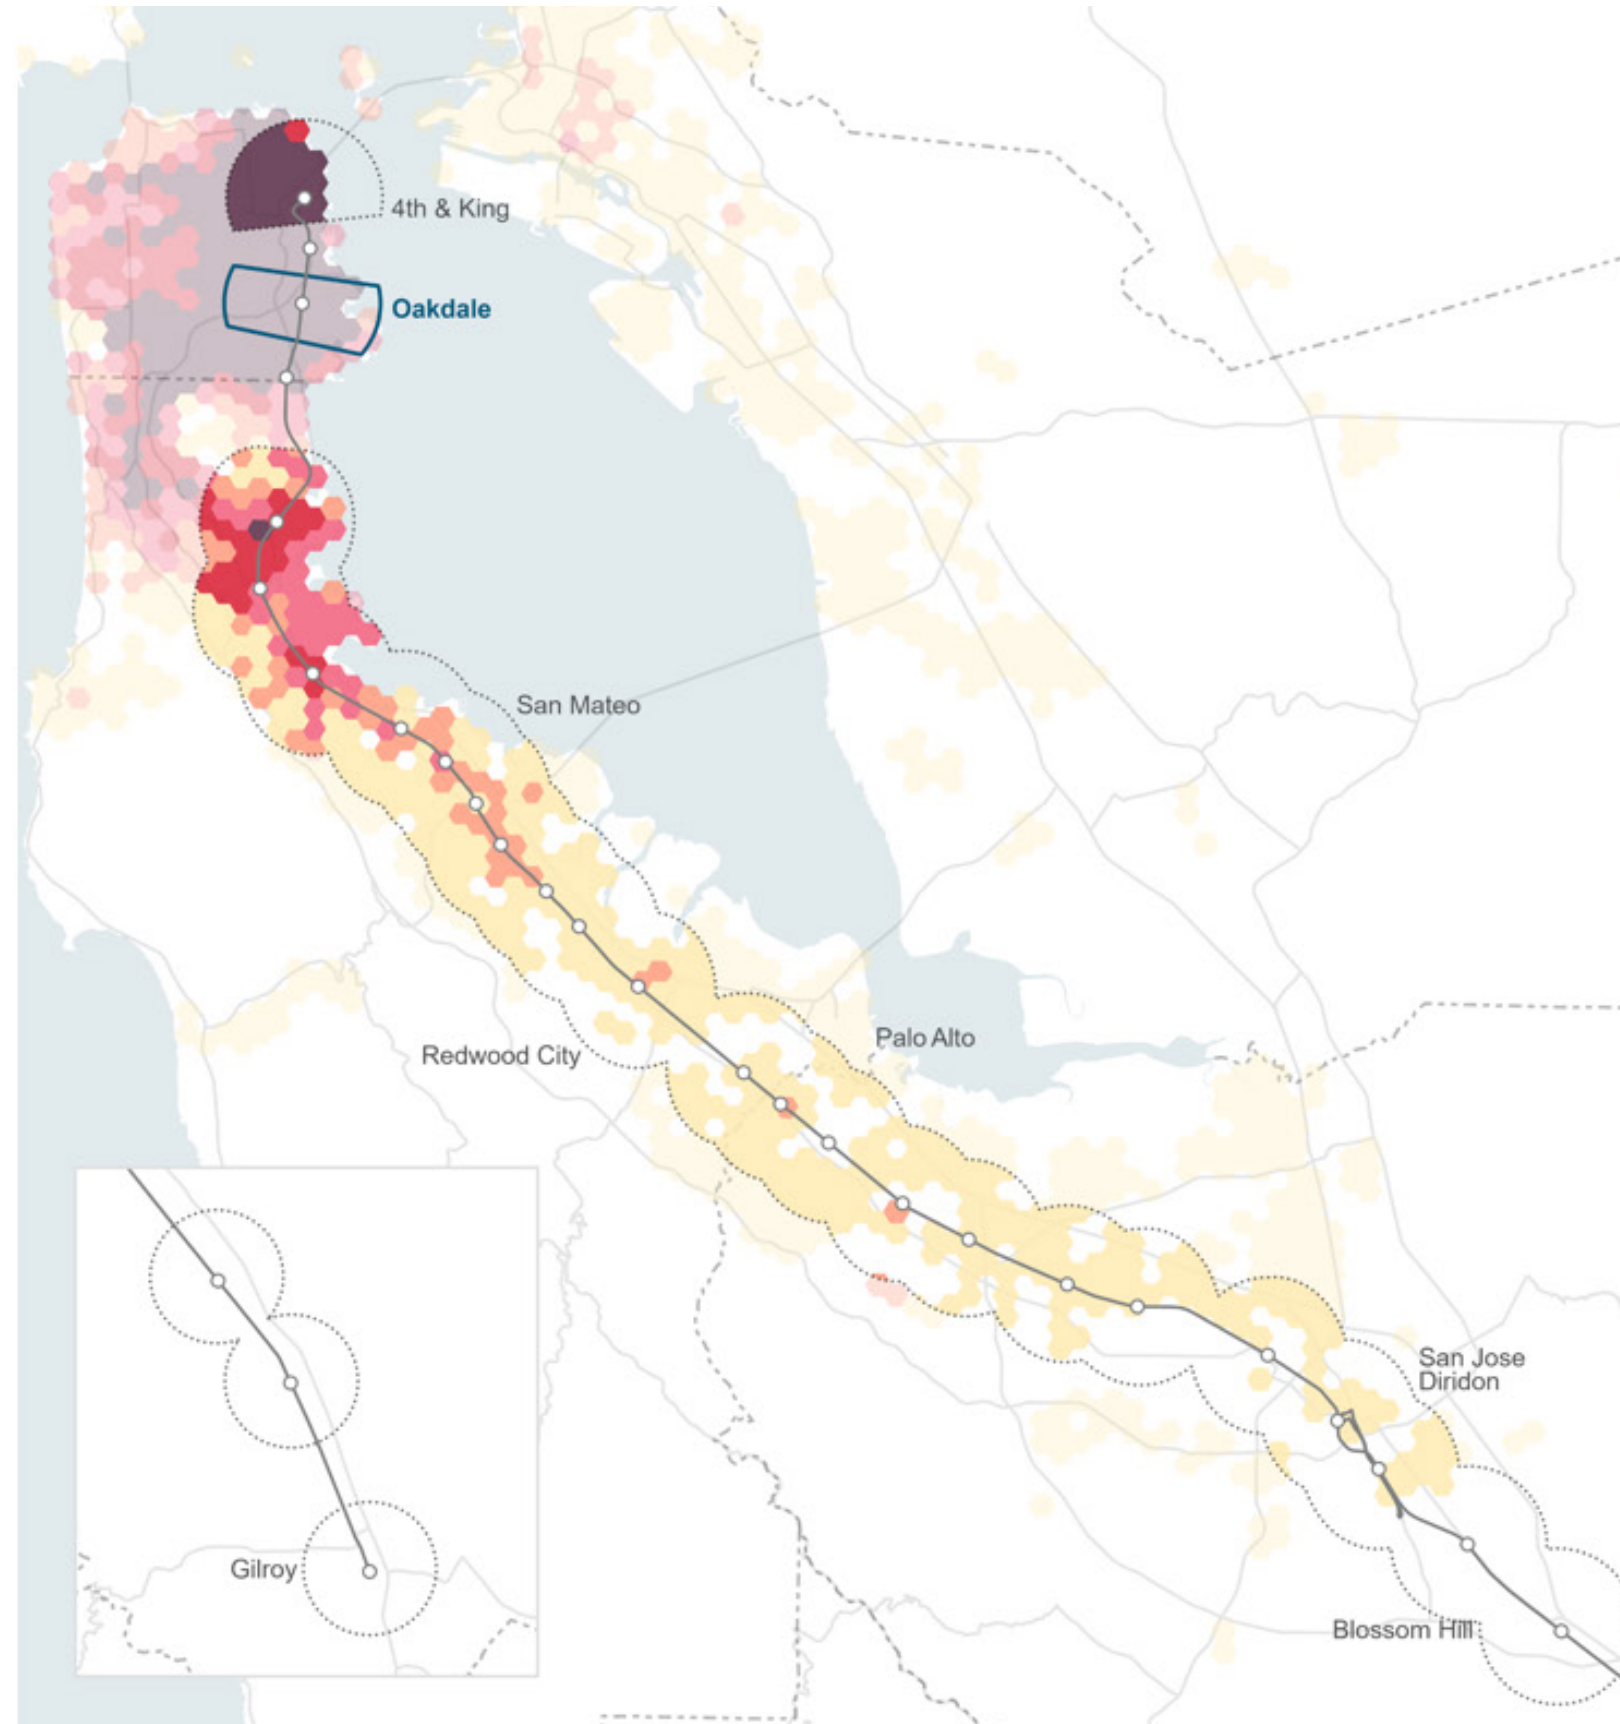 4th & King
Oakdale
San Mateo
Palo Alto
Redwood City
San Jose
Diridon
Gilroy
Blossom Hill